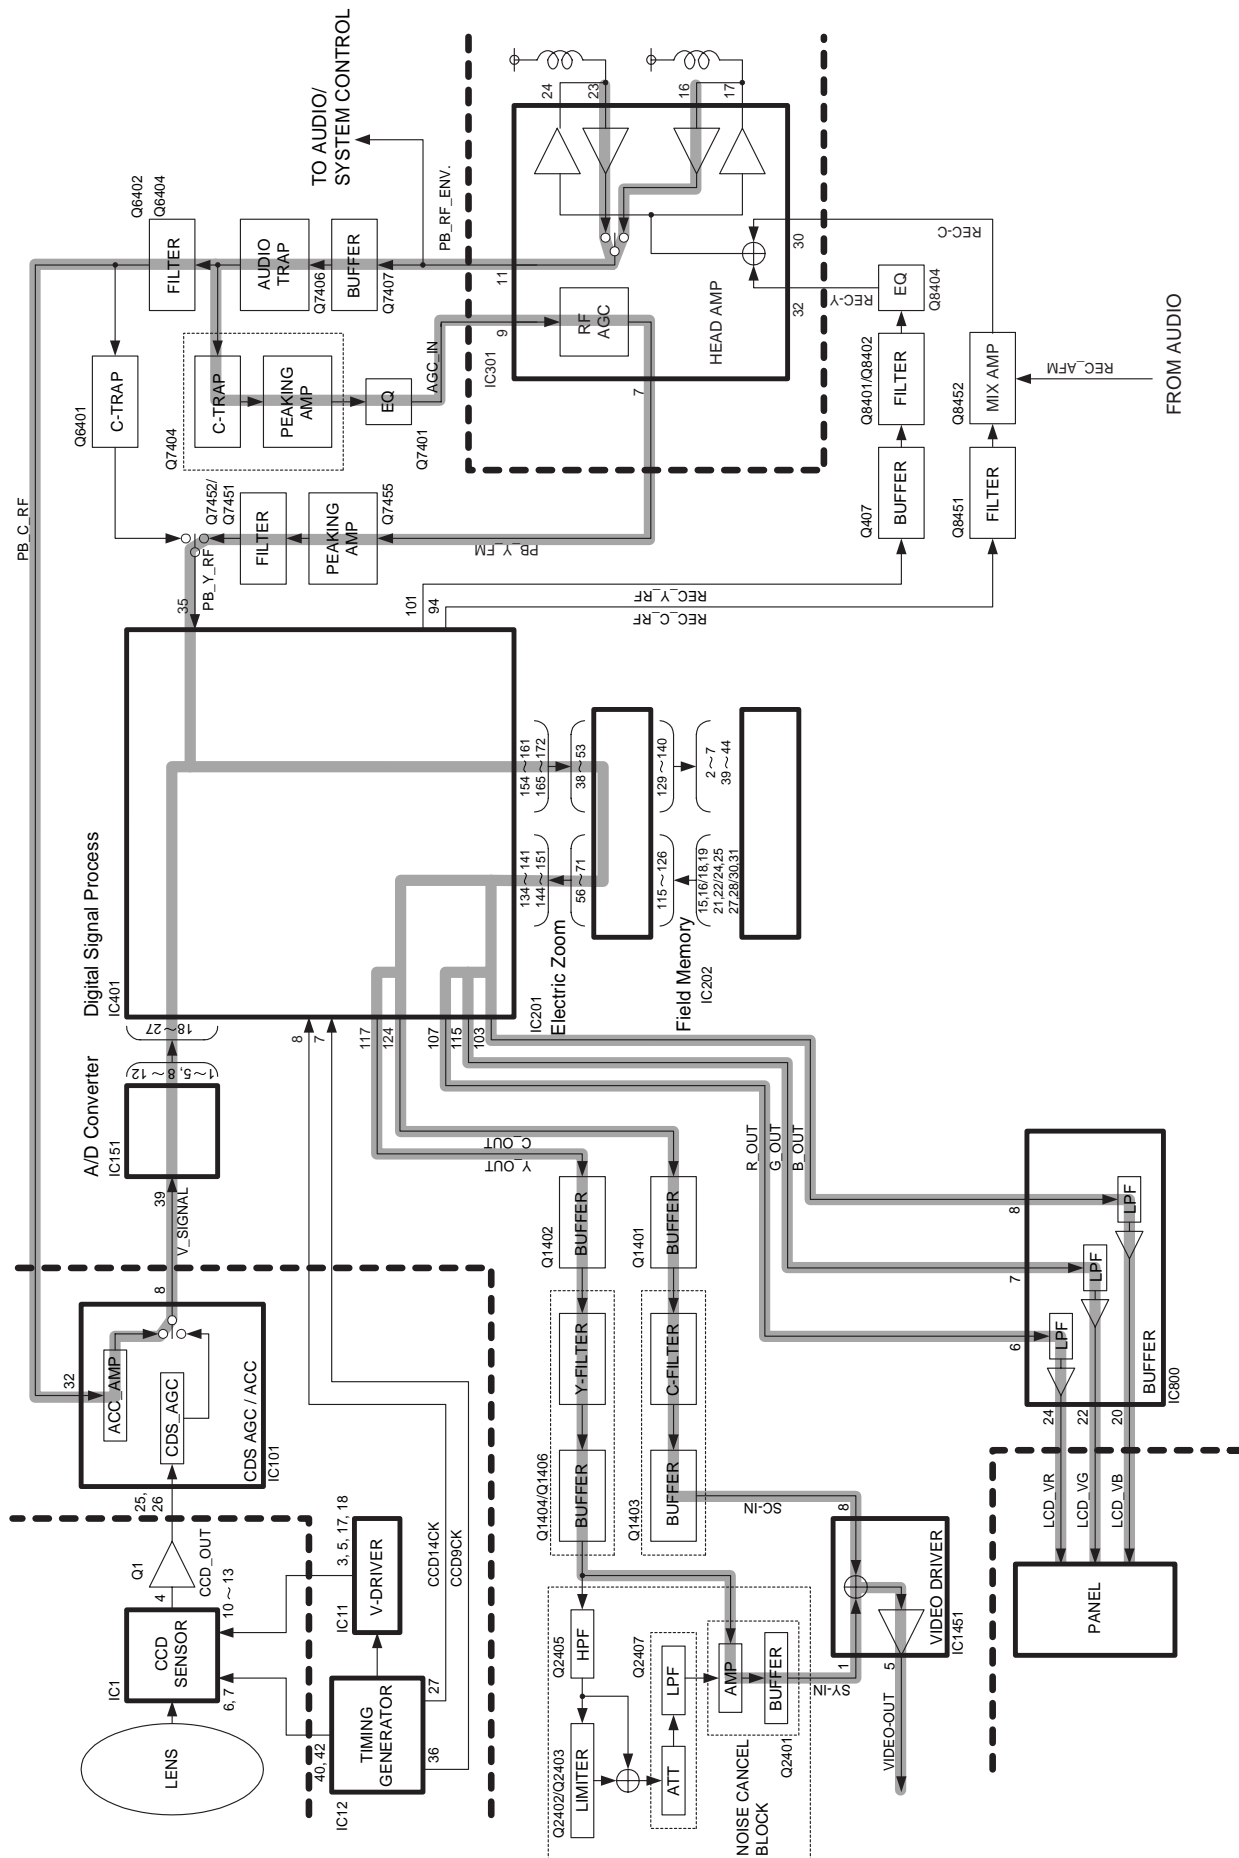 LENS
IC1
CCD
SENSOR
6, 7
4
Q1
CCD_OUT
10~13
IC12
TIMING
GENERATOR
40, 42
36
27
IC11
V-DRIVER
3, 5, 17, 18
CCD14CK
CCD9CK
25,
26
IC101
CDS AGC / ACC
CDS_AGC
ACC_AMP
32
8
V_SIGNAL
39
A/D Converter
IC151
1~5, 8 ~ 12
18~27
Digital Signal Process
IC401
8
7
117
124
107
115
103
35
101
94
PB_C_RF
PB_Y_RF
PB_Y_FM
REC_Y_RF
REC_C_RF
134 ~ 141
144 ~ 151
154 ~ 161
165 ~ 172
56 ~ 71
38 ~ 53
IC201
Electric Zoom
115 ~ 126
129 ~ 140
Field Memory
IC202
15,16/18,19
21,22/24,25
27,28/30,31
2 ~ 7
39 ~ 44
Q6401
C-TRAP
Q6402
Q6404
FILTER
AUDIO
TRAP
Q7406
BUFFER
Q7407
TO AUDIO/
SYSTEM CONTROL
PB_RF_ENV.
Q7404
C-TRAP
PEAKING
AMP
EQ
Q7401
AGC_IN
Q7452/
Q7451
FILTER
PEAKING
AMP
Q7455
IC301
HEAD AMP
RF
AGC
9
11
7
24
23
16
17
32
30
REC-Y
REC-C
Q407
BUFFER
Q8401/Q8402
FILTER
EQ
Q8404
Q8451
FILTER
Q8452
MIX AMP
REC_AFM
FROM AUDIO
Y_OUT
C_OUT
R_OUT
G_OUT
B_OUT
Q1402
BUFFER
Y-FILTER
Q1404/Q1406
BUFFER
Q1401
BUFFER
C-FILTER
Q1403
BUFFER
SC-IN
Q2405
HPF
Q2402/Q2403
LIMITER
Q2407
LPF
ATT
AMP
BUFFER
Q2401
NOISE CANCEL
BLOCK
SY-IN
1
8
5
VIDEO DRIVER
IC1451
VIDEO-OUT
6
7
8
LPF
LPF
LPF
BUFFER
IC800
24
22
20
LCD_VR
LCD_VG
LCD_VB
PANEL